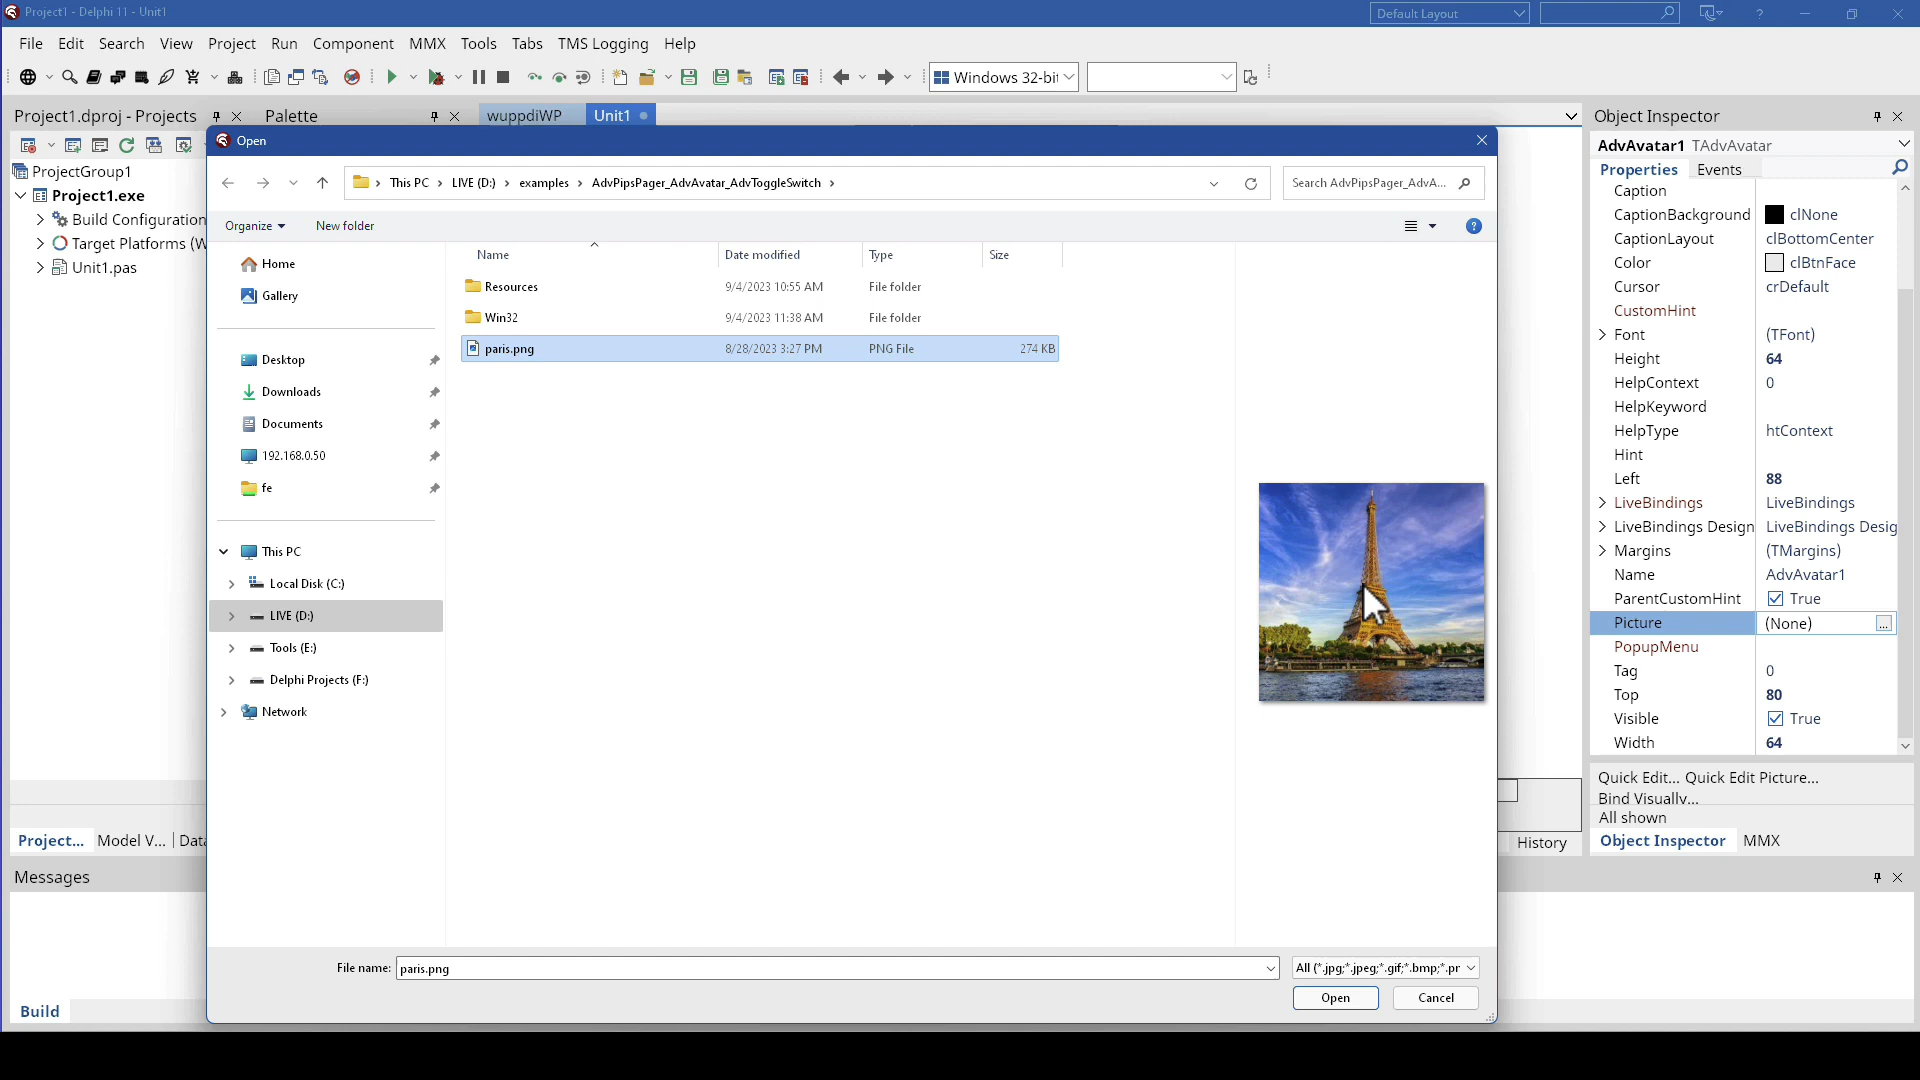 Project1 - Delphi 11 - Unit1
Default Layout
File Edit Search View Project Run Component MMX Tools Tabs TMS Logging Help
Windows 32-bit
Project1.dproj - Projects
Palette
wuppdiWP
Unit1
Object Inspector
ProjectGroup1
Project1.exe
Build Configuration
Target Platforms (W
Unit1.pas
Open
This PC > LIVE (D:) > examples > AdvPipsPager_AdvAvatar_AdvToggleSwitch >
Search AdvPipsPager_AdvA...
Organize
New folder
Home
Gallery
Desktop
Downloads
Documents
192.168.0.50
fe
This PC
Local Disk (C:)
LIVE (D:)
Tools (E:)
Delphi Projects (F:)
Network
Name Date modified Type Size
Resources 9/4/2023 10:55 AM File folder
Win32 9/4/2023 11:38 AM File folder
paris.png 8/28/2023 3:27 PM PNG File 274 KB
File name: paris.png
All (*.jpg;*.jpeg;*.gif;*.bmp;*.pr
Open
Cancel
AdvAvatar1 TAdvAvatar
Properties Events
Caption
CaptionBackground clNone
CaptionLayout clBottomCenter
Color clBtnFace
Cursor crDefault
CustomHint
Font (TFont)
Height 64
HelpContext 0
HelpKeyword
HelpType htContext
Hint
Left 88
LiveBindings LiveBindings
LiveBindings Design LiveBindings Desig
Margins (TMargins)
Name AdvAvatar1
ParentCustomHint True
Picture (None) ...
PopupMenu
Tag 0
Top 80
Visible True
Width 64
Quick Edit... Quick Edit Picture...
Bind Visually...
All shown
Object Inspector MMX
Project... Model V... Data
History
Messages
Build